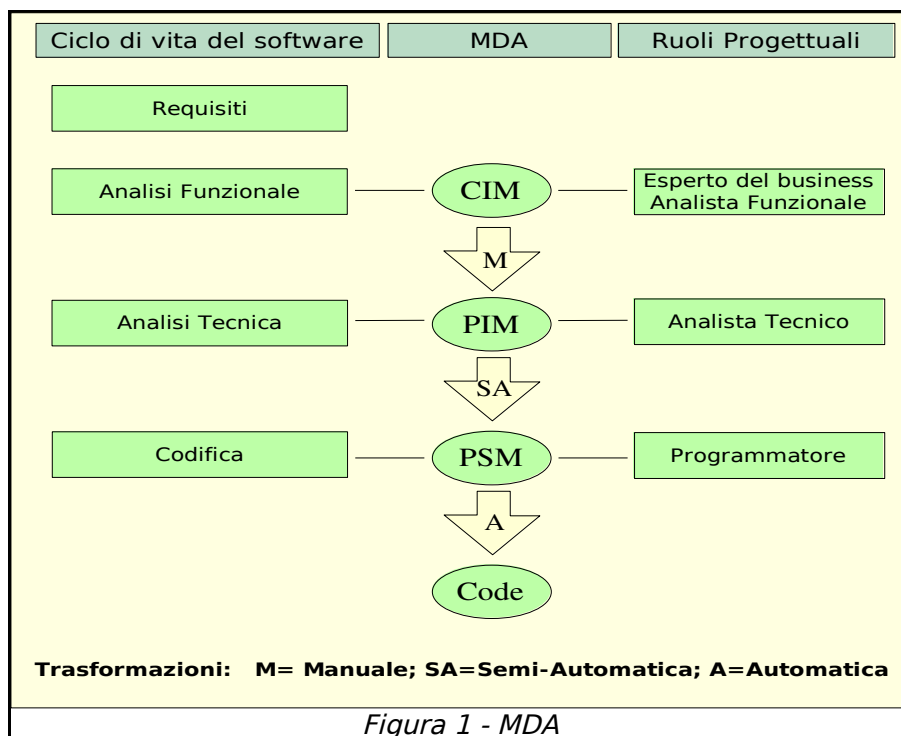 Ciclo di vita del software
MDA
Ruoli Progettuali
Requisiti
Analisi Funzionale
CIM
Esperto del business
Analista Funzionale
M
Analisi Tecnica
PIM
Analista Tecnico
SA
Codifica
PSM
Programmatore
A
Code
Trasformazioni: M= Manuale; SA=Semi-Automatica; A=Automatica
Figura 1 - MDA